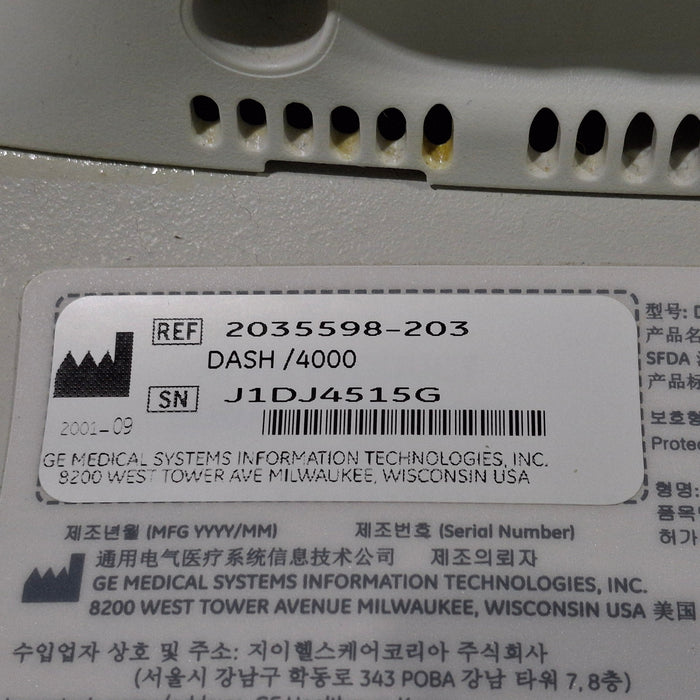 REF 2035598-203
DASH /4000
SN J1DJ4515G
2001-09
GE MEDICAL SYSTEMS INFORMATION TECHNOLOGIES, INC.
8200 WEST TOWER AVE MILWAUKEE, WISCONSIN USA
型号: D
产品名
SFDA
产品标
보호형
Protec
형명:
품목
허가
제조년월 (MFG YYYY/MM) 제조번호 (Serial Number)
通用电气医疗系统信息技术公司 제조의뢰자
GE MEDICAL SYSTEMS INFORMATION TECHNOLOGIES, INC.
8200 WEST TOWER AVENUE MILWAUKEE, WISCONSIN USA 美国
수입업자 상호 및 주소: 지이헬스케어코리아 주식회사
(서울시 강남구 학동로 343 POBA 강남 타워 7, 8층)